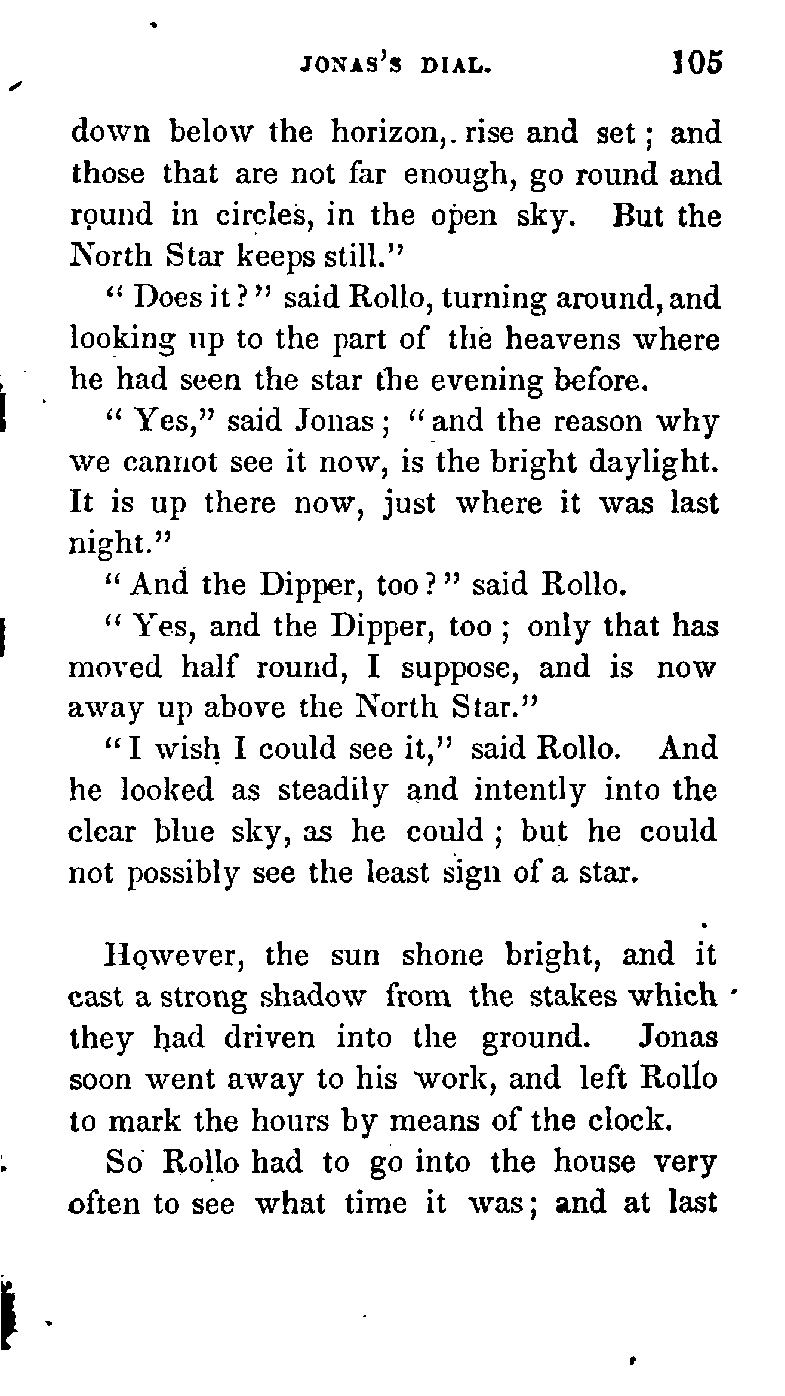 JONAS'S DIAL. 105
down below the horizon, rise and set; and
those that are not far enough, go round and
round in circles, in the open sky. But the
North Star keeps still."
"Does it?" said Rollo, turning around, and
looking up to the part of the heavens where
he had seen the star the evening before.
"Yes," said Jonas; "and the reason why
we cannot see it now, is the bright daylight.
It is up there now, just where it was last
night."
"And the Dipper, too?" said Rollo.
"Yes, and the Dipper, too; only that has
moved half round, I suppose, and is now
away up above the North Star."
"I wish I could see it," said Rollo. And
he looked as steadily and intently into the
clear blue sky, as he could; but he could
not possibly see the least sign of a star.
However, the sun shone bright, and it
cast a strong shadow from the stakes which
they had driven into the ground. Jonas
soon went away to his work, and left Rollo
to mark the hours by means of the clock.
So Rollo had to go into the house very
often to see what time it was; and at last